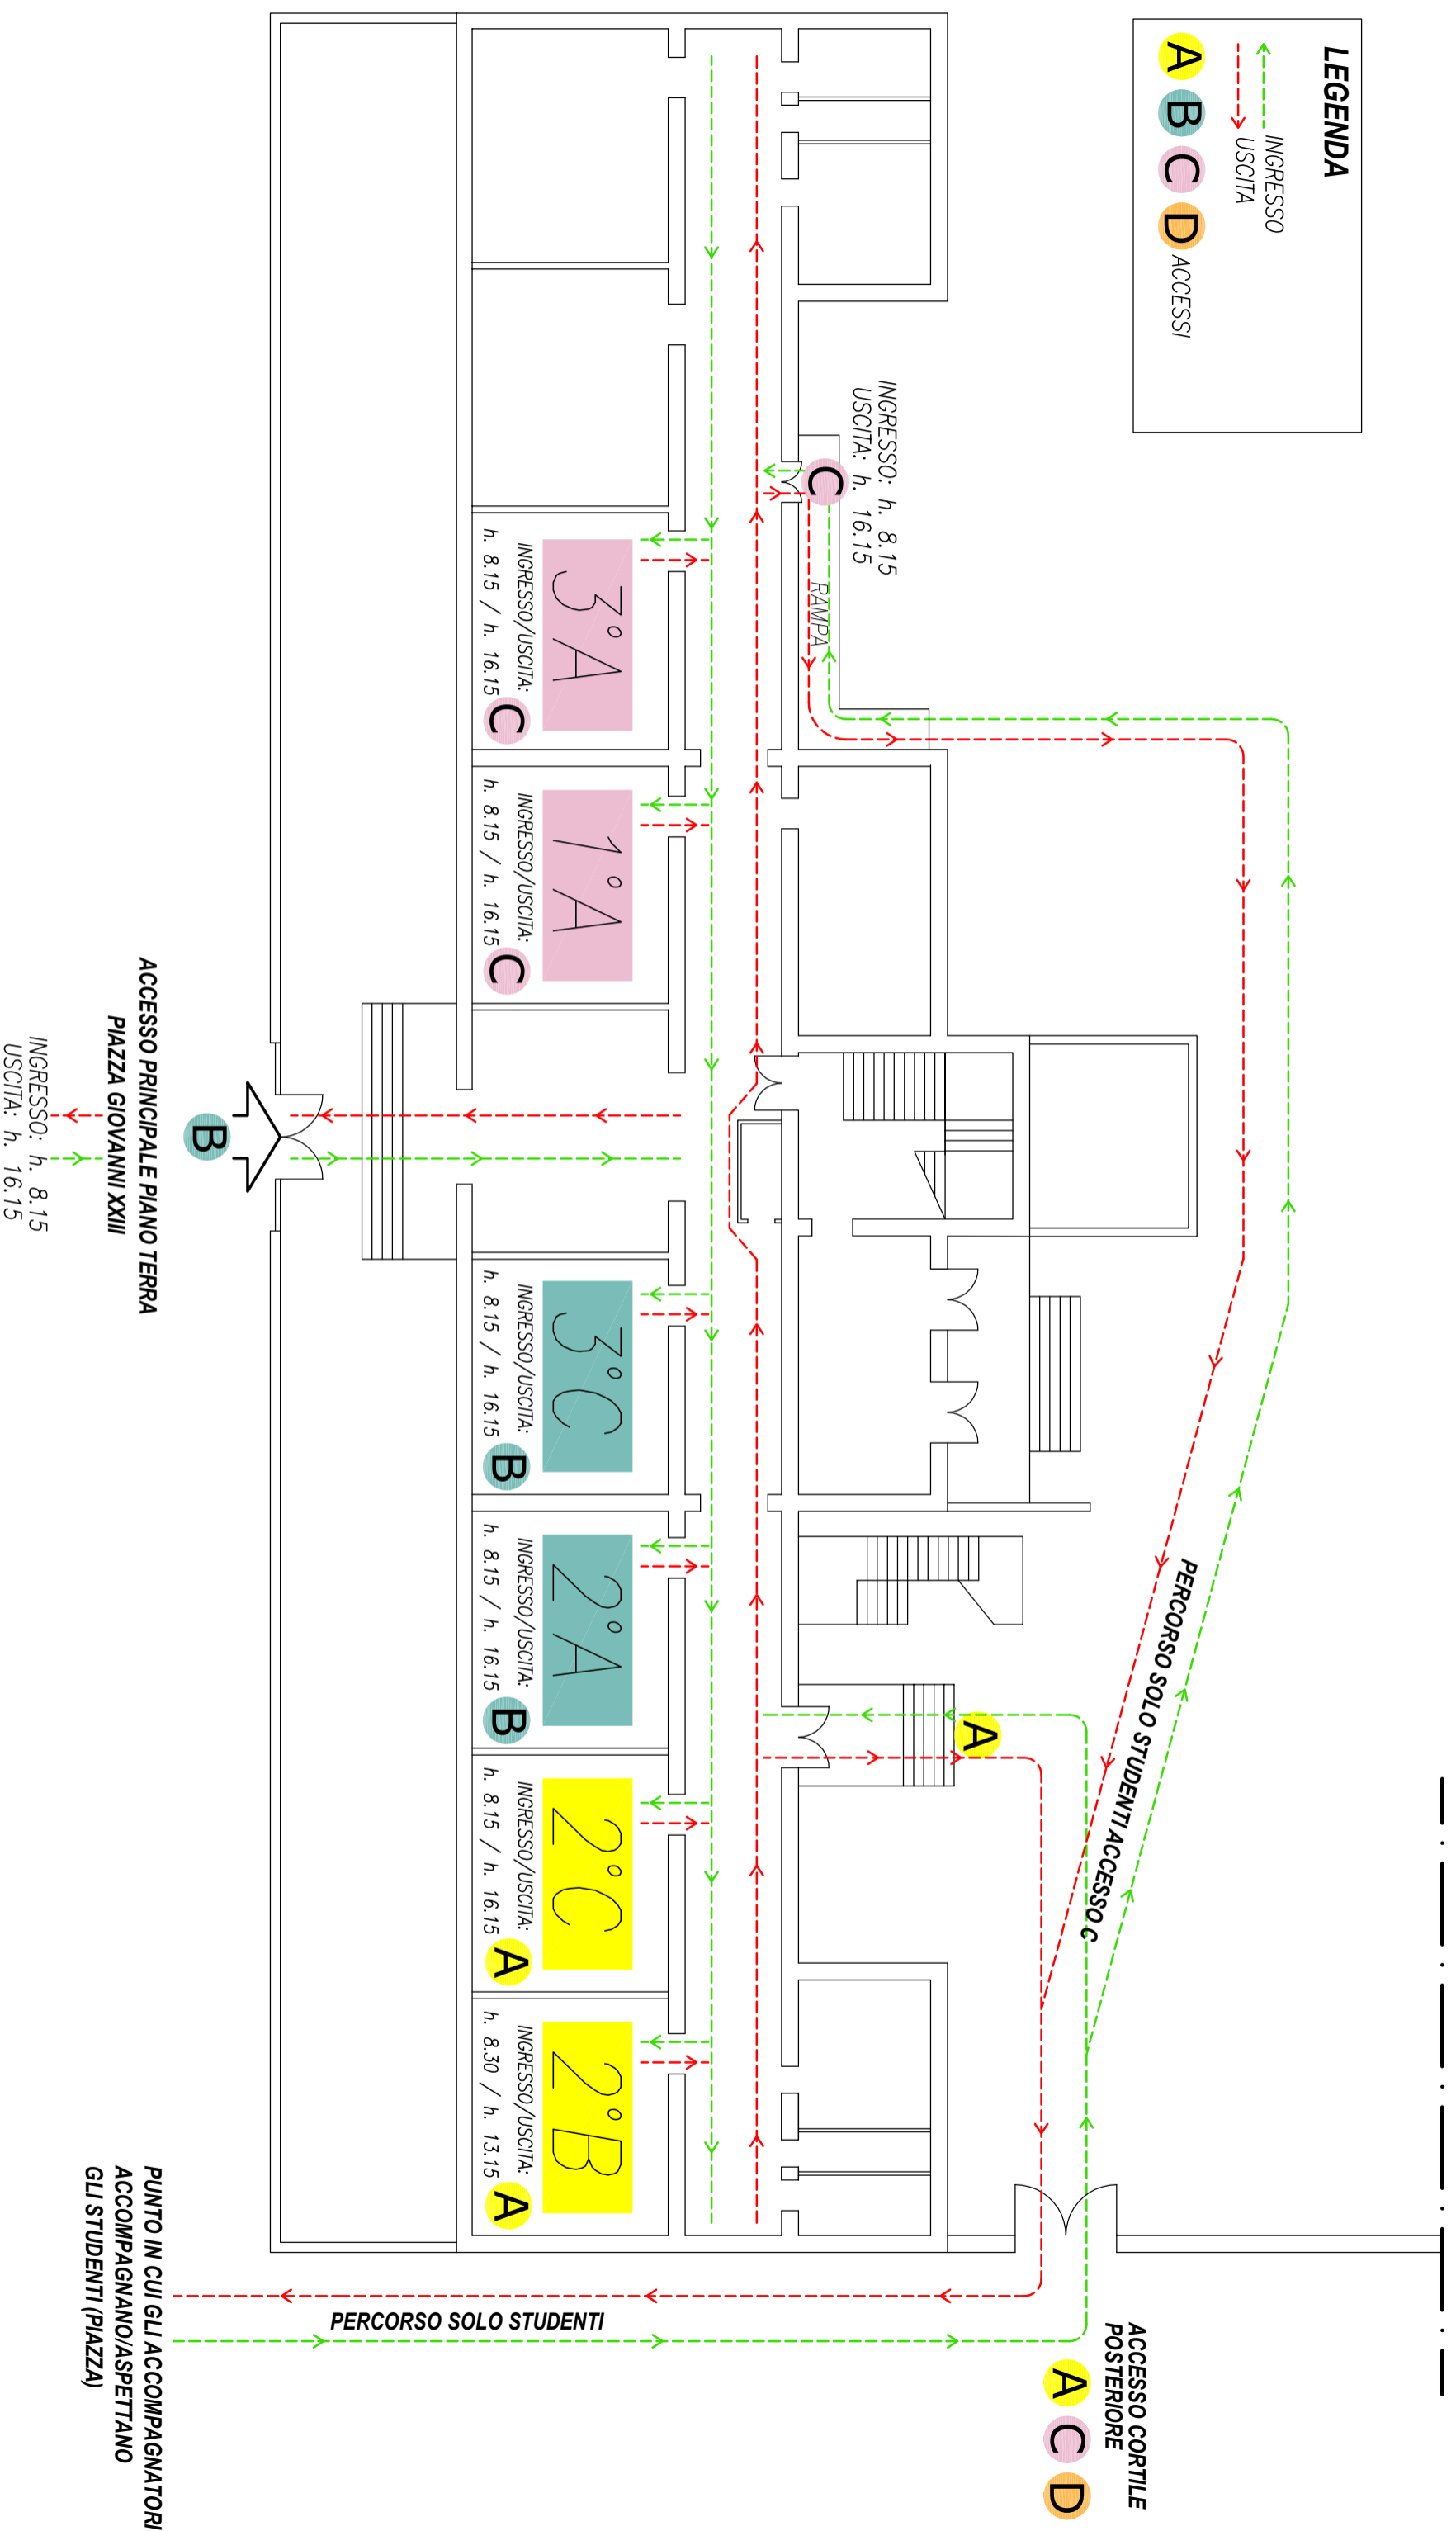 LEGENDA
INGRESSO
USCITA
A B C D ACCESSI
INGRESSO: h. 8.15
USCITA: h. 16.15
C
RAMPA
PERCORSO SOLO STUDENTI ACCESSO C
A
ACCESSO CORTILE
POSTERIORE
A C D
3°A
INGRESSO/USCITA:
h. 8.15 / h. 16.15 C
1°A
INGRESSO/USCITA:
h. 8.15 / h. 16.15 C
3°C
INGRESSO/USCITA:
h. 8.15 / h. 16.15 B
2°A
INGRESSO/USCITA:
h. 8.15 / h. 16.15 B
2°C
INGRESSO/USCITA:
h. 8.15 / h. 16.15 A
2°B
INGRESSO/USCITA:
h. 8.30 / h. 13.15 A
PERCORSO SOLO STUDENTI
B
ACCESSO PRINCIPALE PIANO TERRA
PIAZZA GIOVANNI XXIII
INGRESSO: h. 8.15
USCITA: h. 16.15
PUNTO IN CUI GLI ACCOMPAGNATORI
ACCOMPAGNANO/ASPETTANO
GLI STUDENTI (PIAZZA)